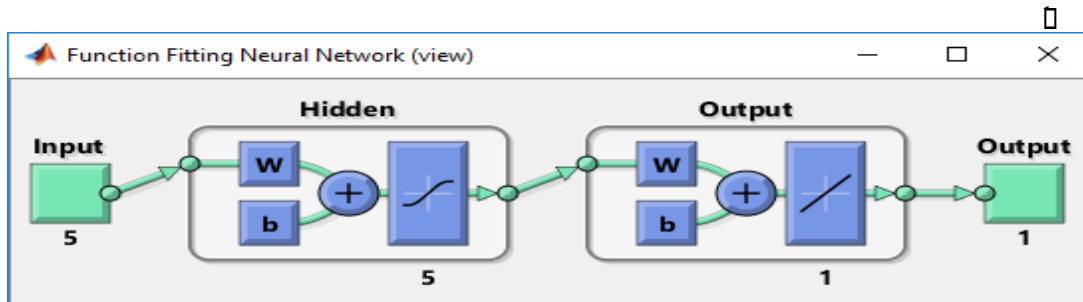 Function Fitting Neural Network (view)
Hidden
Output
Input
Output
W
W
b
b
5
1
5
1